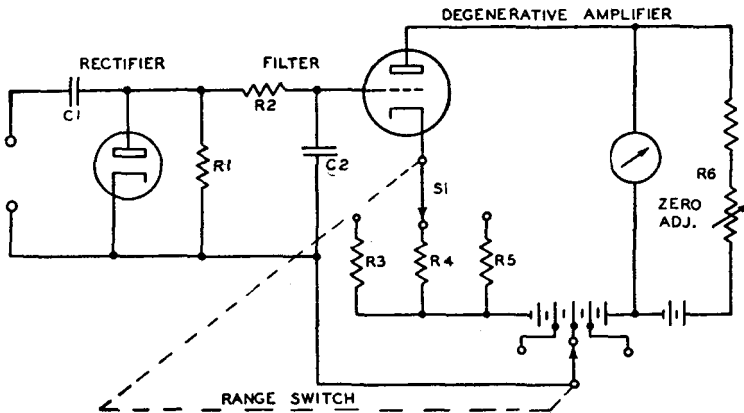 DEGENERATIVE AMPLIFIER
RECTIFIER
FILTER
C1
R2
R1
C2
S1
R6
ZERO
ADJ.
R3
R4
R5
RANGE SWITCH